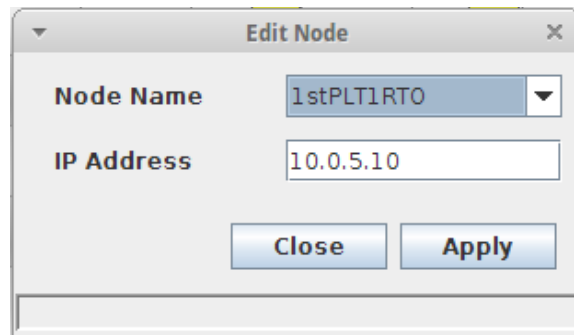 Edit Node
Node Name 1stPLT1RTO
IP Address 10.0.5.10
Close Apply